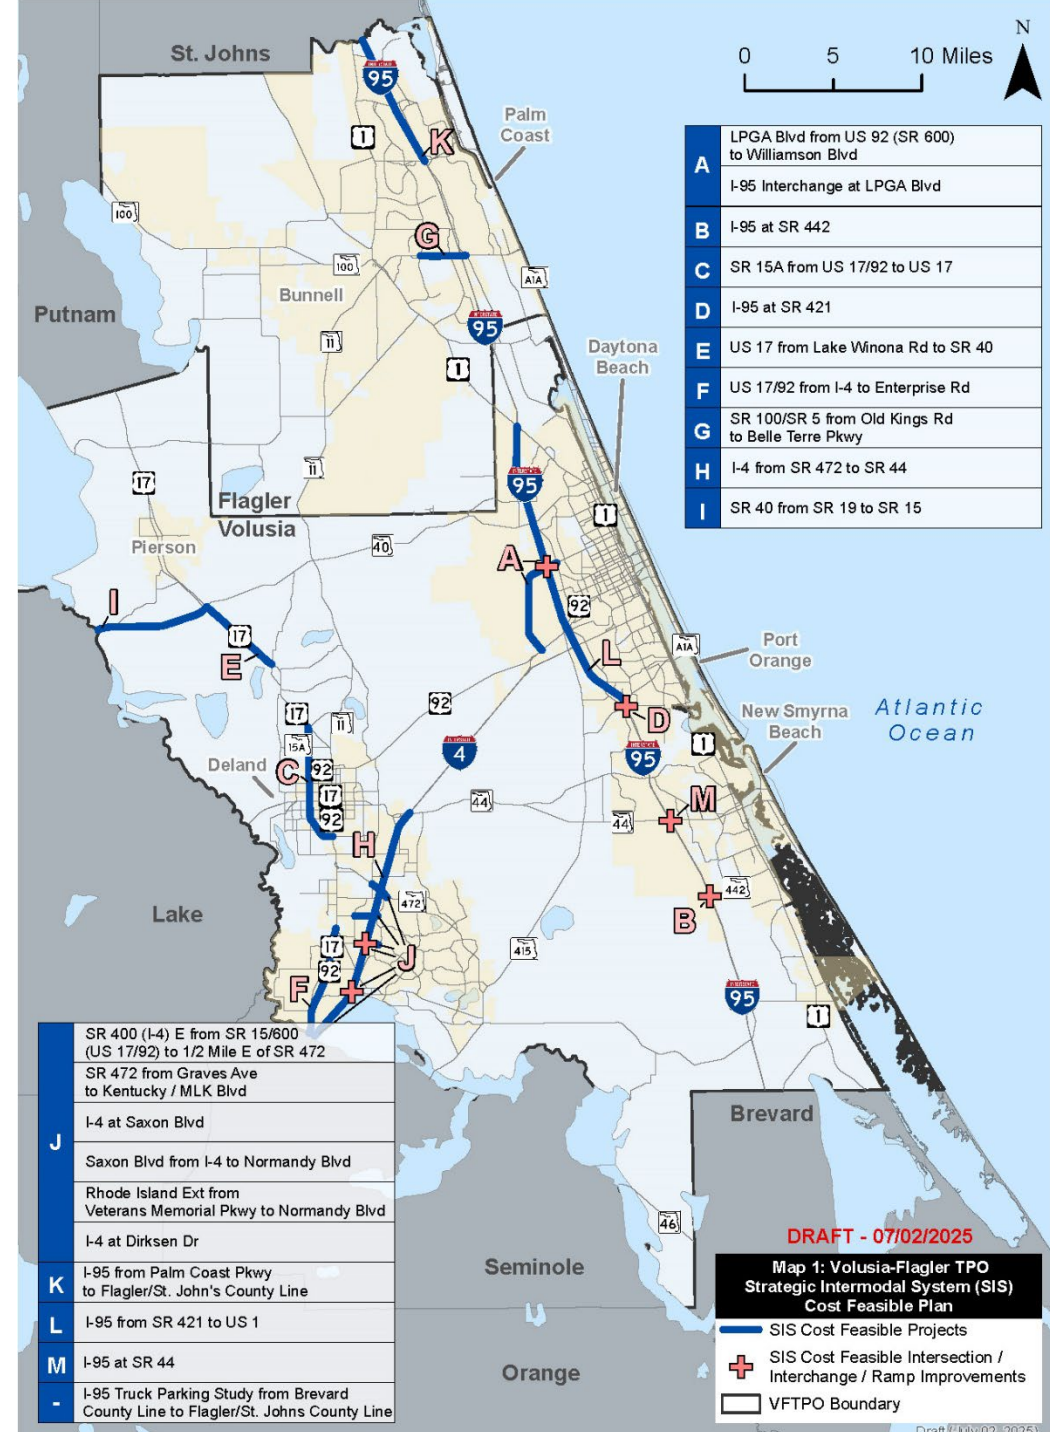 St. Johns
N
0 5 10 Miles
95
1
K
Palm
Coast
A
LPGA Blvd from US 92 (SR 600)
to Williamson Blvd
I-95 Interchange at LPGA Blvd
B
I-95 at SR 442
C
SR 15A from US 17/92 to US 17
D
I-95 at SR 421
E
US 17 from Lake Winona Rd to SR 40
F
US 17/92 from I-4 to Enterprise Rd
G
SR 100/SR 5 from Old Kings Rd
to Belle Terre Pkwy
H
I-4 from SR 472 to SR 44
I
SR 40 from SR 19 to SR 15
100
G
100
A1A
Bunnell
Putnam
11
95
1
Daytona
Beach
11
17
95
Flagler
Volusia
1
Pierson
40
A
I
92
17
E
L
A1A
Port
Orange
92
17
11
D
New Smyrna
Beach
Atlantic
Ocean
15A
1
4
95
Deland
C
92
17
92
44
M
44
H
472
442
B
Lake
17
415
J
92
F
95
1
J
SR 400 (I-4) E from SR 15/600
(US 17/92) to 1/2 Mile E of SR 472
SR 472 from Graves Ave
to Kentucky / MLK Blvd
I-4 at Saxon Blvd
Saxon Blvd from I-4 to Normandy Blvd
Rhode Island Ext from
Veterans Memorial Pkwy to Normandy Blvd
I-4 at Dirksen Dr
K
I-95 from Palm Coast Pkwy
to Flagler/St. John's County Line
L
I-95 from SR 421 to US 1
M
I-95 at SR 44
-
I-95 Truck Parking Study from Brevard
County Line to Flagler/St. Johns County Line
Brevard
46
Seminole
Orange
DRAFT - 07/02/2025
Map 1: Volusia-Flagler TPO
Strategic Intermodal System (SIS)
Cost Feasible Plan
SIS Cost Feasible Projects
SIS Cost Feasible Intersection /
Interchange / Ramp Improvements
VFTPO Boundary
Draft (July 02, 2025)